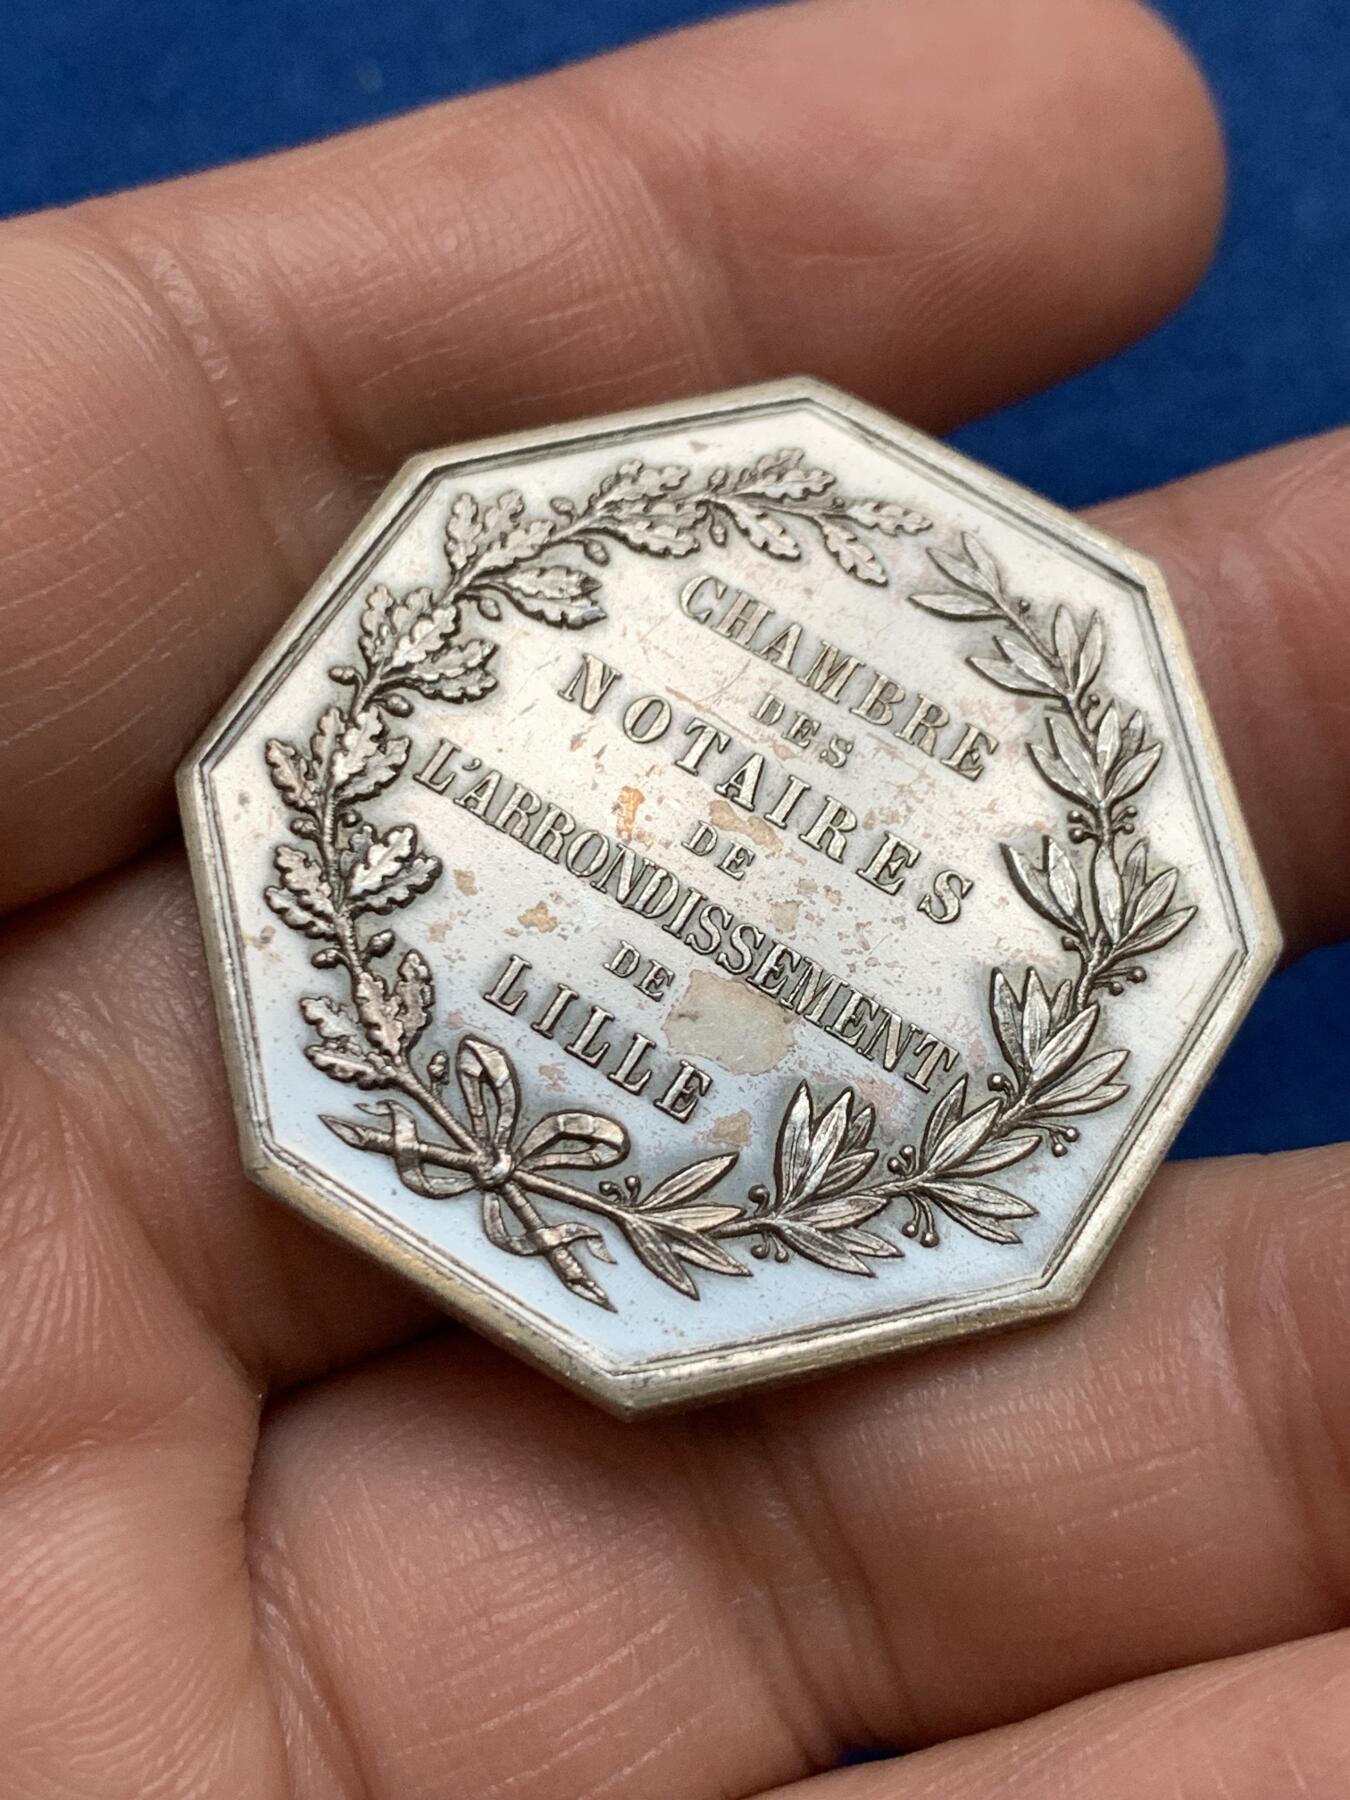 CHAMBRE
DES
NOTAIRES
DE
L'ARRONDISSEMENT
DE
LILLE